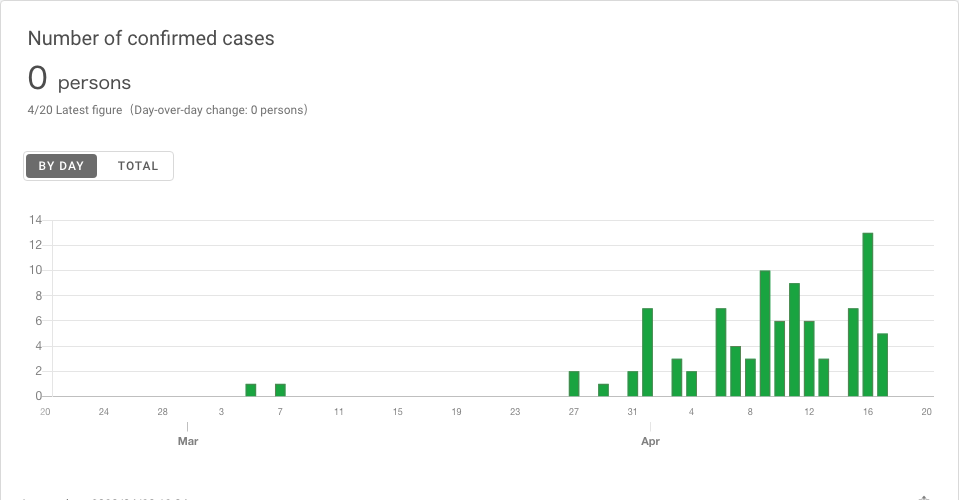 Number of confirmed cases
0 persons
4/20 Latest figure (Day-over-day change: 0 persons)
BY DAY TOTAL
14
12
10
8
6
4
2
0
20 24 28 3 7 11 15 19 23 27 31 4 8 12 16 20
Mar Apr